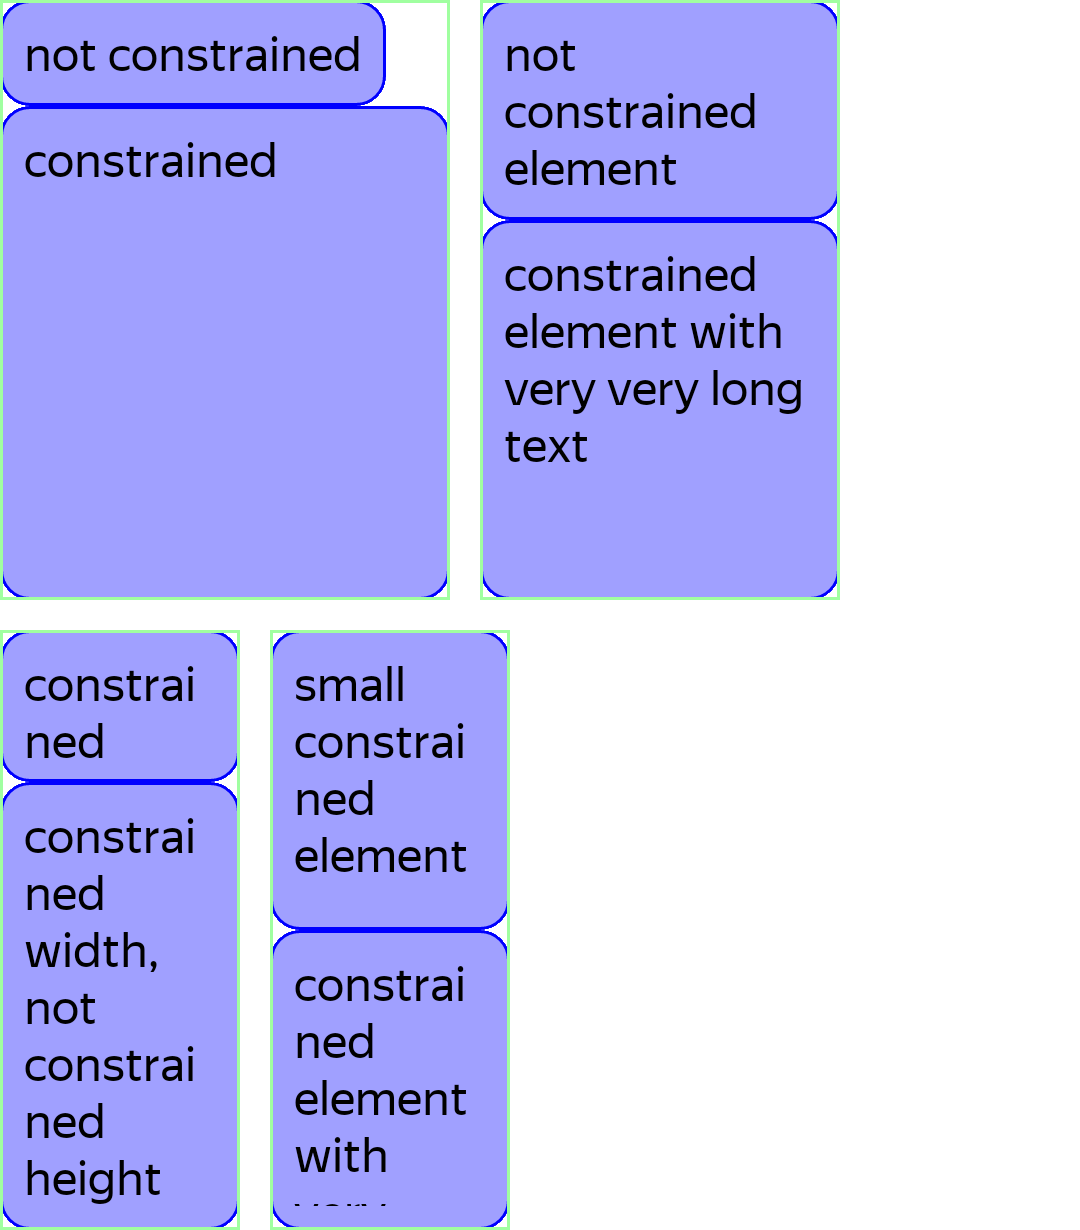 not constrained
constrained
not
constrained
element
constrained
element with
very very long
text
constrai
ned
constrai
ned
width,
not
constrai
ned
height
small
constrai
ned
element
constrai
ned
element
with
very